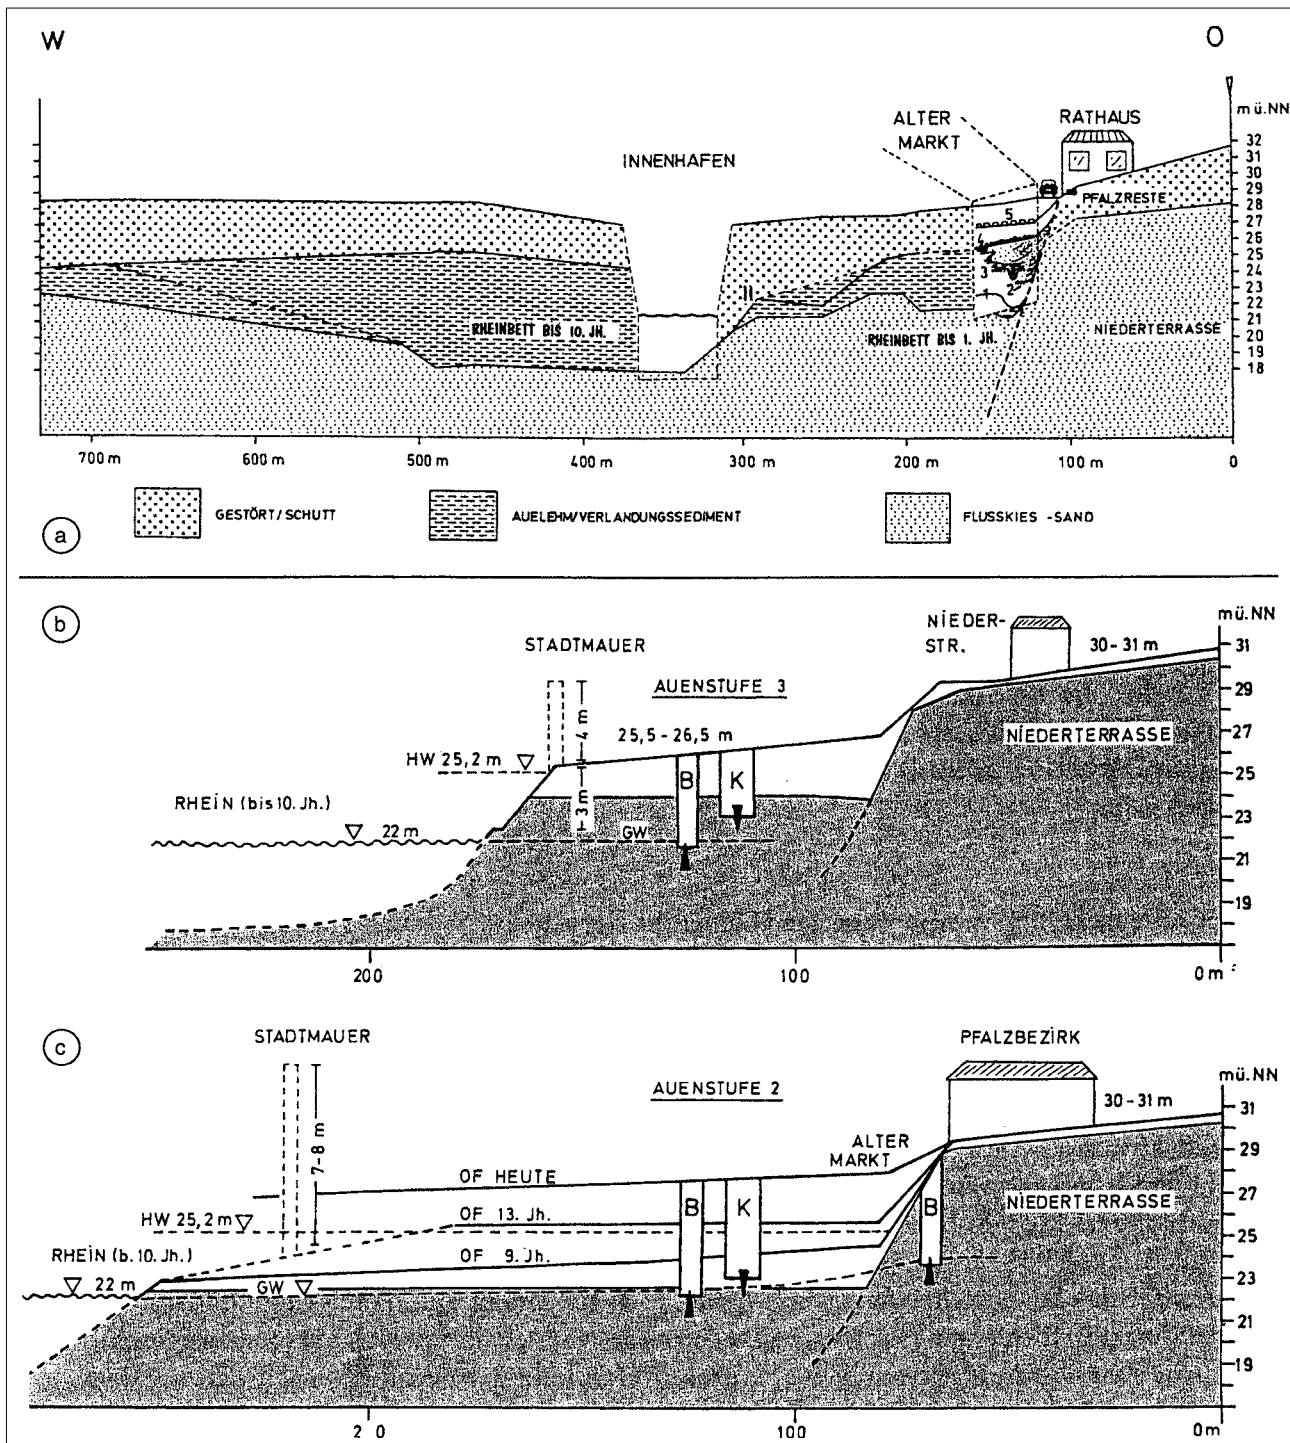 W
O
mü.NN
ALTER
MARKT
RATHAUS
INNENHAFEN
PFALZRESTE
32
31
30
29
28
27
26
25
24
23
22
21
20
19
18
5
4
3
2
2
1
II
RHEINBETT BIS 10. JH.
RHEINBETT BIS 1. JH.
NIEDERTERRASSE
700 m
600 m
500 m
400 m
300 m
200 m
100 m
0
GESTÖRT/SCHUTT
AUELEHM/VERLANDUNGSSEDIMENT
FLUSSKIES -SAND
a
b
STADTMAUER
NIEDER-
STR.
mü.NN
30-31 m
AUENSTUFE 3
25,5-26,5 m
4 m
3 m
HW 25,2 m
RHEIN (bis 10. Jh.)
22 m
GW
B
K
NIEDERTERRASSE
31
29
27
25
23
21
19
200
100
0 m
c
STADTMAUER
PFALZBEZIRK
mü.NN
AUENSTUFE 2
30-31 m
7-8 m
ALTER
MARKT
OF HEUTE
HW 25,2 m
OF 13. Jh.
RHEIN (b. 10. Jh.)
OF 9. Jh.
22 m
GW
B
K
B
NIEDERTERRASSE
31
29
27
25
23
21
19
2 0
100
0 m